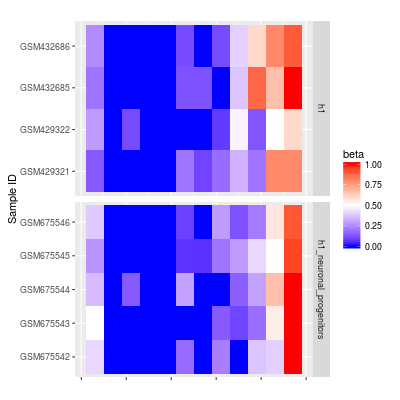 GSM432686
GSM432685
GSM429322
GSM429321
h1
Sample ID
GSM675546
GSM675545
GSM675544
GSM675543
GSM675542
h1_neuronal_progenitors
beta
1.00
0.75
0.50
0.25
0.00